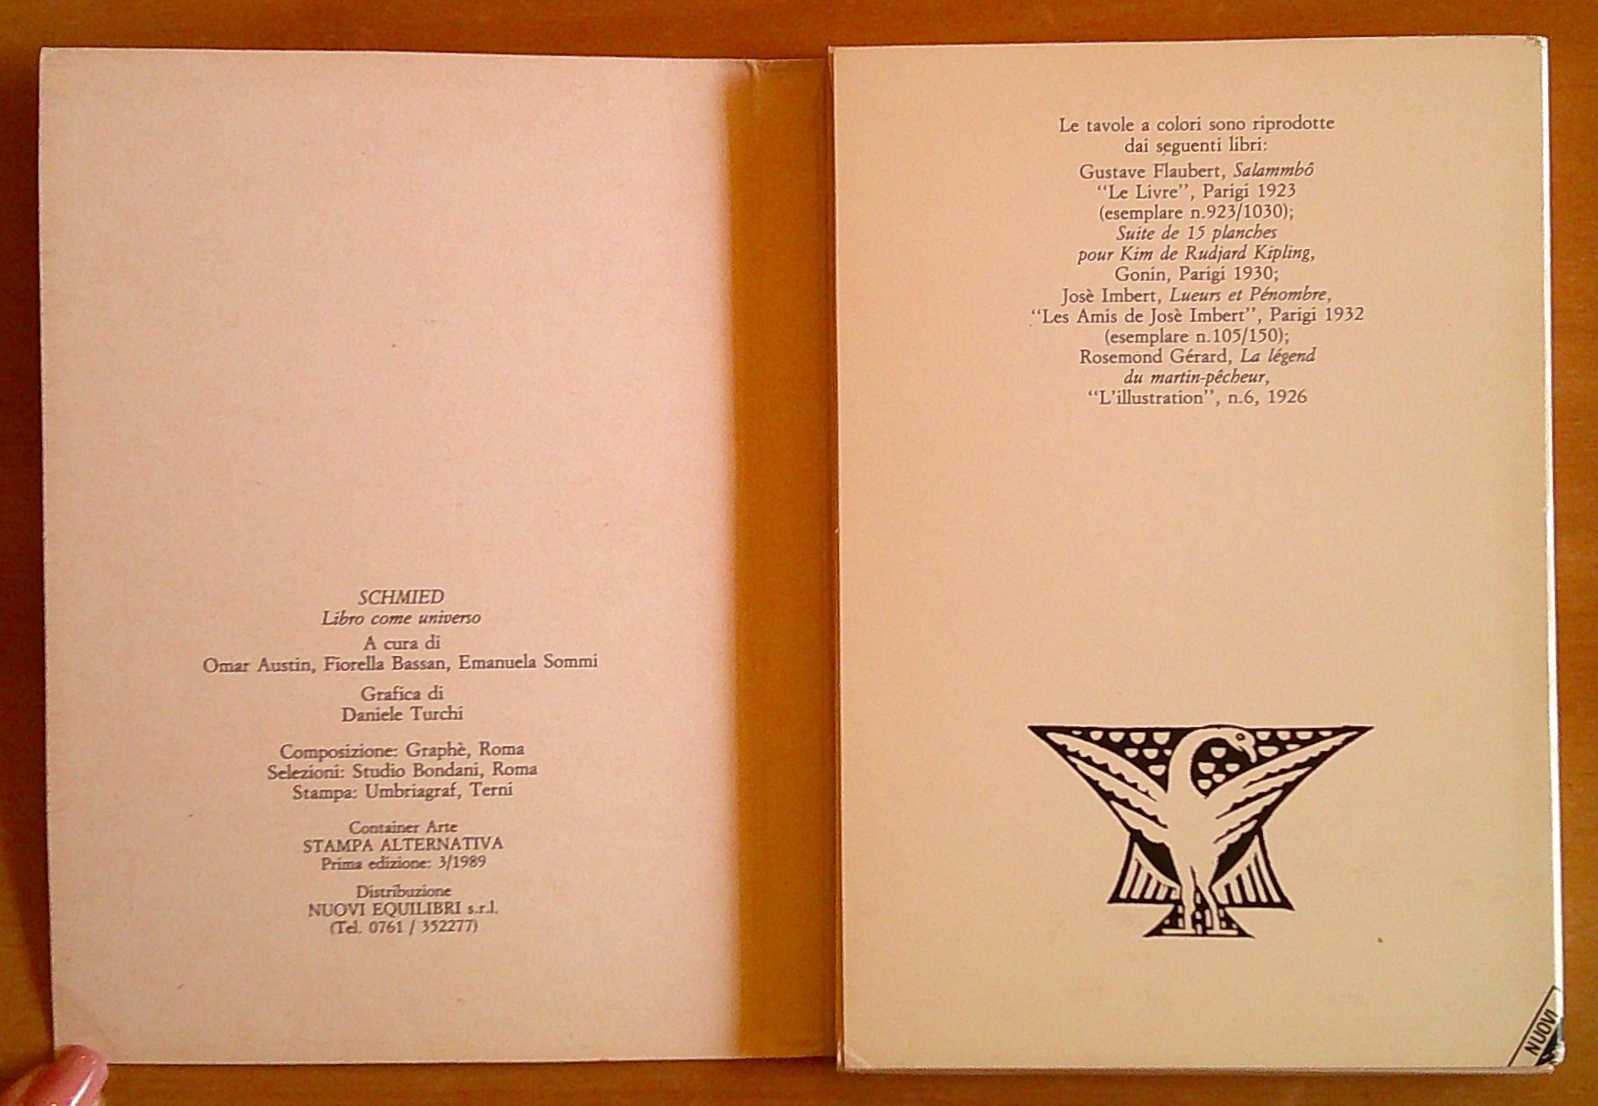 SCHMIED
Libro come universo
A cura di
Omar Austin, Fiorella Bassan, Emanuela Sommi
Grafica di
Daniele Turchi
Composizione: Graphè, Roma
Selezioni: Studio Bondani, Roma
Stampa: Umbriagraf, Terni
Container Arte
STAMPA ALTERNATIVA
Prima edizione: 3/1989
Distribuzione
NUOVI EQUILIBRI s.r.l.
(Tel. 0761 / 352277)
Le tavole a colori sono riprodotte
dai seguenti libri:
Gustave Flaubert, Salammbô
"Le Livre", Parigi 1923
(esemplare n.923/1030);
Suite de 15 planches
pour Kim de Rudjard Kipling,
Gonin, Parigi 1930;
Josè Imbert, Lueurs et Pénombre,
"Les Amis de Josè Imbert", Parigi 1932
(esemplare n.105/150);
Rosemond Gérard, La légend
du martin-pêcheur,
"L'illustration", n.6, 1926
NUOVI